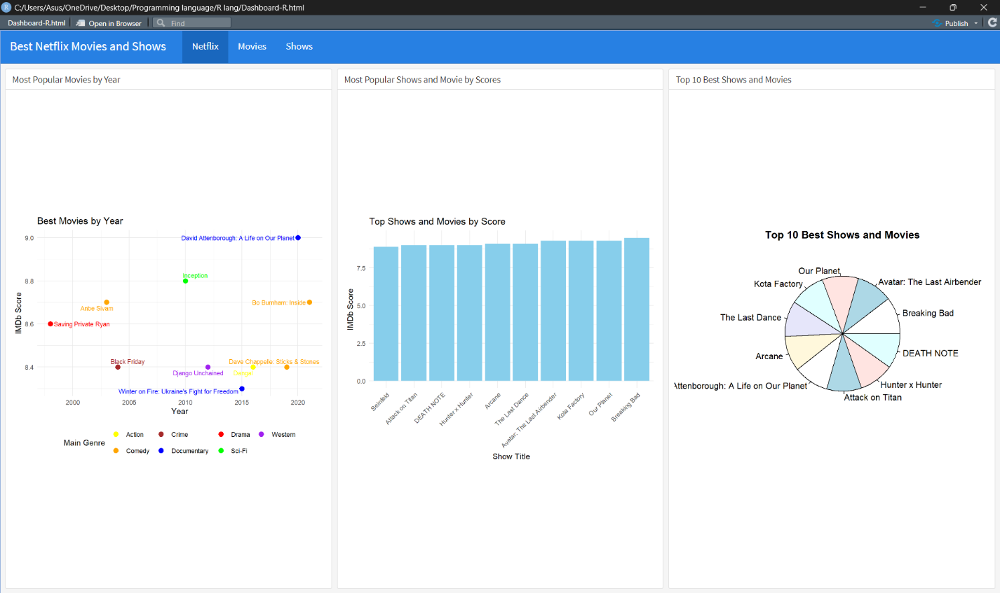 C:/Users/Asus/OneDrive/Desktop/Programming language/R lang/Dashboard-R.html
Dashboard-R.html Open in Browser Find Publish
Best Netflix Movies and Shows Netflix Movies Shows
Most Popular Movies by Year
Best Movies by Year
IMDb Score
9.0
8.8
8.6
8.4
David Attenborough: A Life on Our Planet
Inception
Anbe Sivam
Bo Burnham: Inside
Saving Private Ryan
Black Friday
Dave Chappelle: Sticks & Stones
Django Unchained
Dangal
Winter on Fire: Ukraine's Fight for Freedom
2000 2005 2010 2015 2020
Year
Main Genre
Action Crime Drama Western
Comedy Documentary Sci-Fi
Most Popular Shows and Movie by Scores
Top Shows and Movies by Score
IMDb Score
7.5
5.0
2.5
0.0
Seinfeld
Attack on Titan
DEATH NOTE
Hunter x Hunter
Arcane
The Last Dance
Avatar: The Last Airbender
Kota Factory
Our Planet
Breaking Bad
Show Title
Top 10 Best Shows and Movies
Top 10 Best Shows and Movies
Our Planet
Kota Factory
Avatar: The Last Airbender
The Last Dance
Breaking Bad
Arcane
DEATH NOTE
Attenborough: A Life on Our Planet
Hunter x Hunter
Attack on Titan